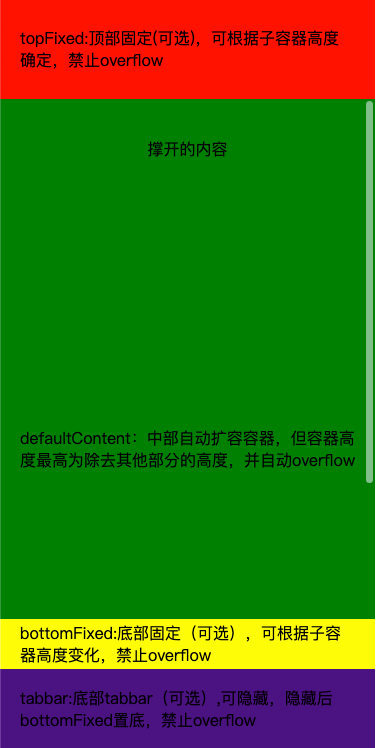 topFixed:顶部固定(可选)，可根据子容器高度
确定，禁止overflow
撑开的内容
defaultContent：中部自动扩容容器，但容器高
度最高为除去其他部分的高度，并自动overflow
bottomFixed:底部固定（可选），可根据子容
器高度变化，禁止overflow
tabbar:底部tabbar（可选）,可隐藏，隐藏后
bottomFixed置底，禁止overflow